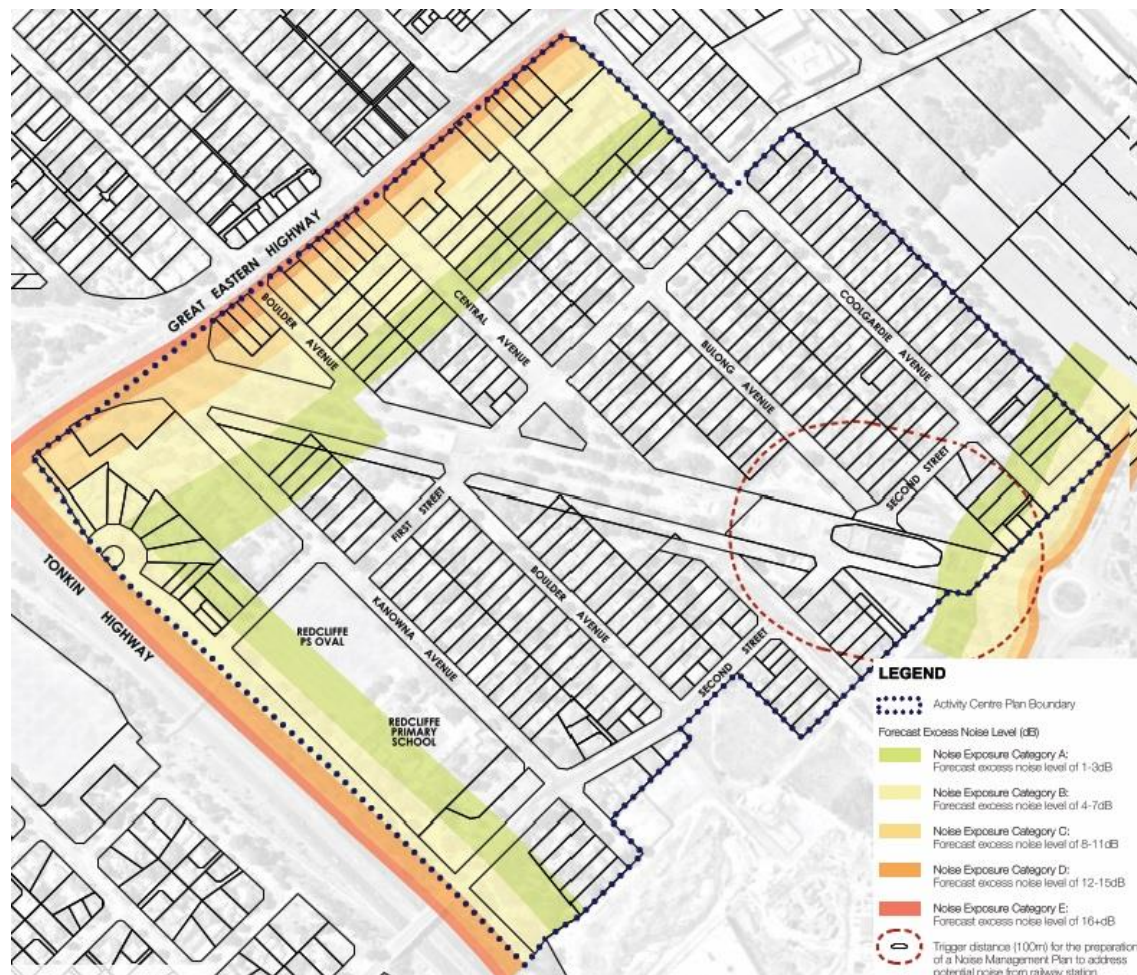 GREAT EASTERN HIGHWAY
BOULDER
AVENUE
CENTRAL AVENUE
COOLGARDIE AVENUE
BULONG AVENUE
SECOND STREET
FIRST STREET
BOULDER AVENUE
TONKIN HIGHWAY
REDCLIFFE
PS OVAL
KANOWNA AVENUE
SECOND STREET
REDCLIFFE
PRIMARY
SCHOOL
LEGEND
Activity Centre Plan Boundary
Forecast Excess Noise Level (dB)
Noise Exposure Category A:
Forecast excess noise level of 1-3dB
Noise Exposure Category B:
Forecast excess noise level of 4-7dB
Noise Exposure Category C:
Forecast excess noise level of 8-11dB
Noise Exposure Category D:
Forecast excess noise level of 12-15dB
Noise Exposure Category E:
Forecast excess noise level of 16+dB
Trigger distance (100m) for the preparation
of a Noise Management Plan to address
potential noise from railway station